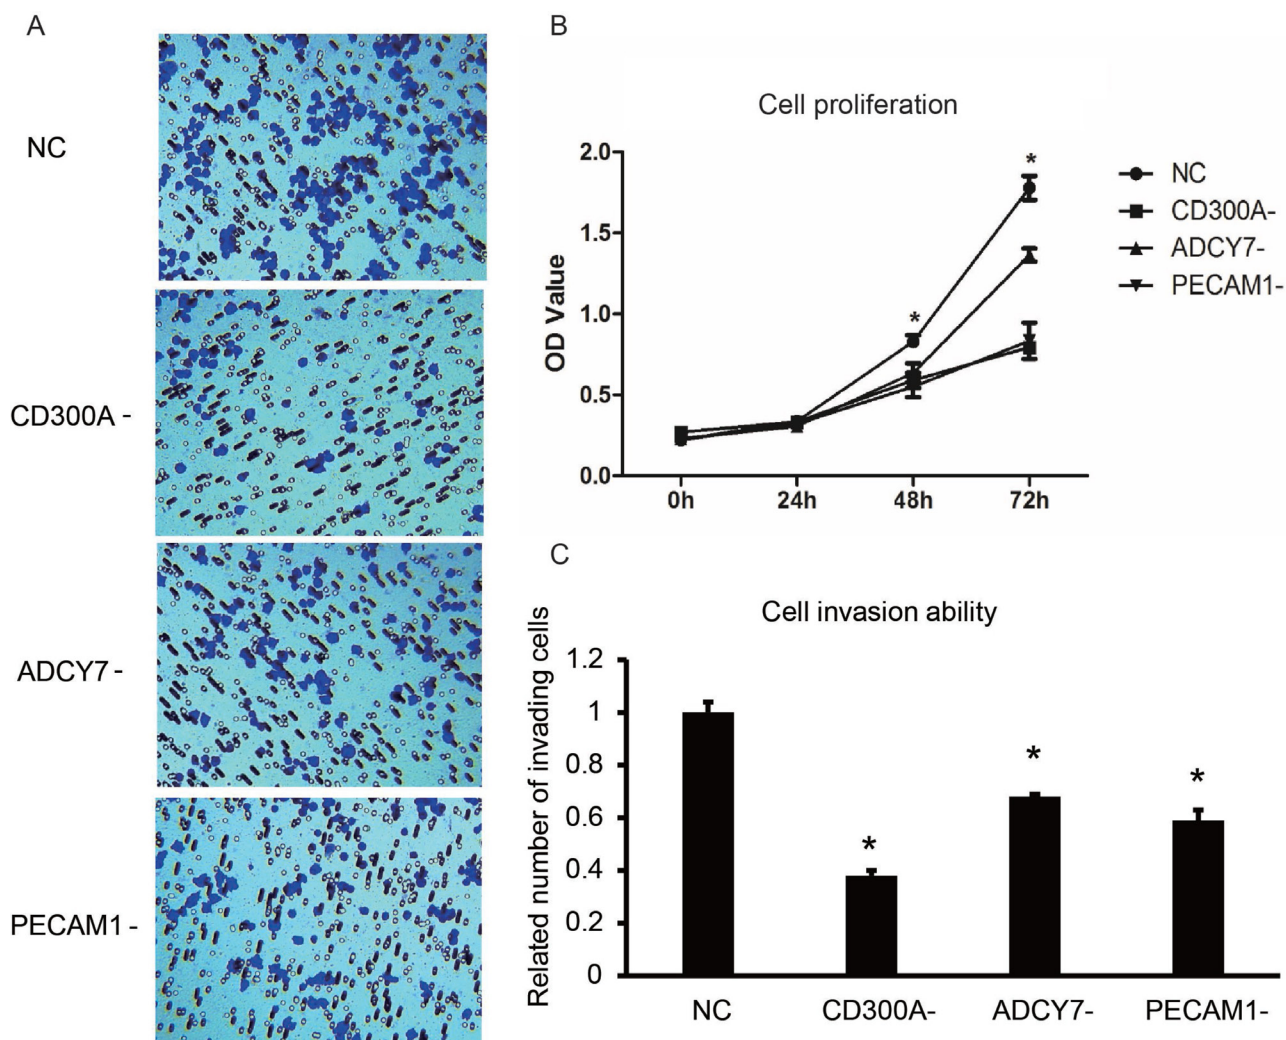 A
NC
CD300A -
ADCY7 -
PECAM1 -
B
Cell proliferation
OD Value
2.0
1.5
1.0
0.5
0.0
0h 24h 48h 72h
*
*
NC
CD300A-
ADCY7-
PECAM1-
C
Cell invasion ability
Related number of invading cells
1.2
1
0.8
0.6
0.4
0.2
0
*
*
*
NC CD300A- ADCY7- PECAM1-